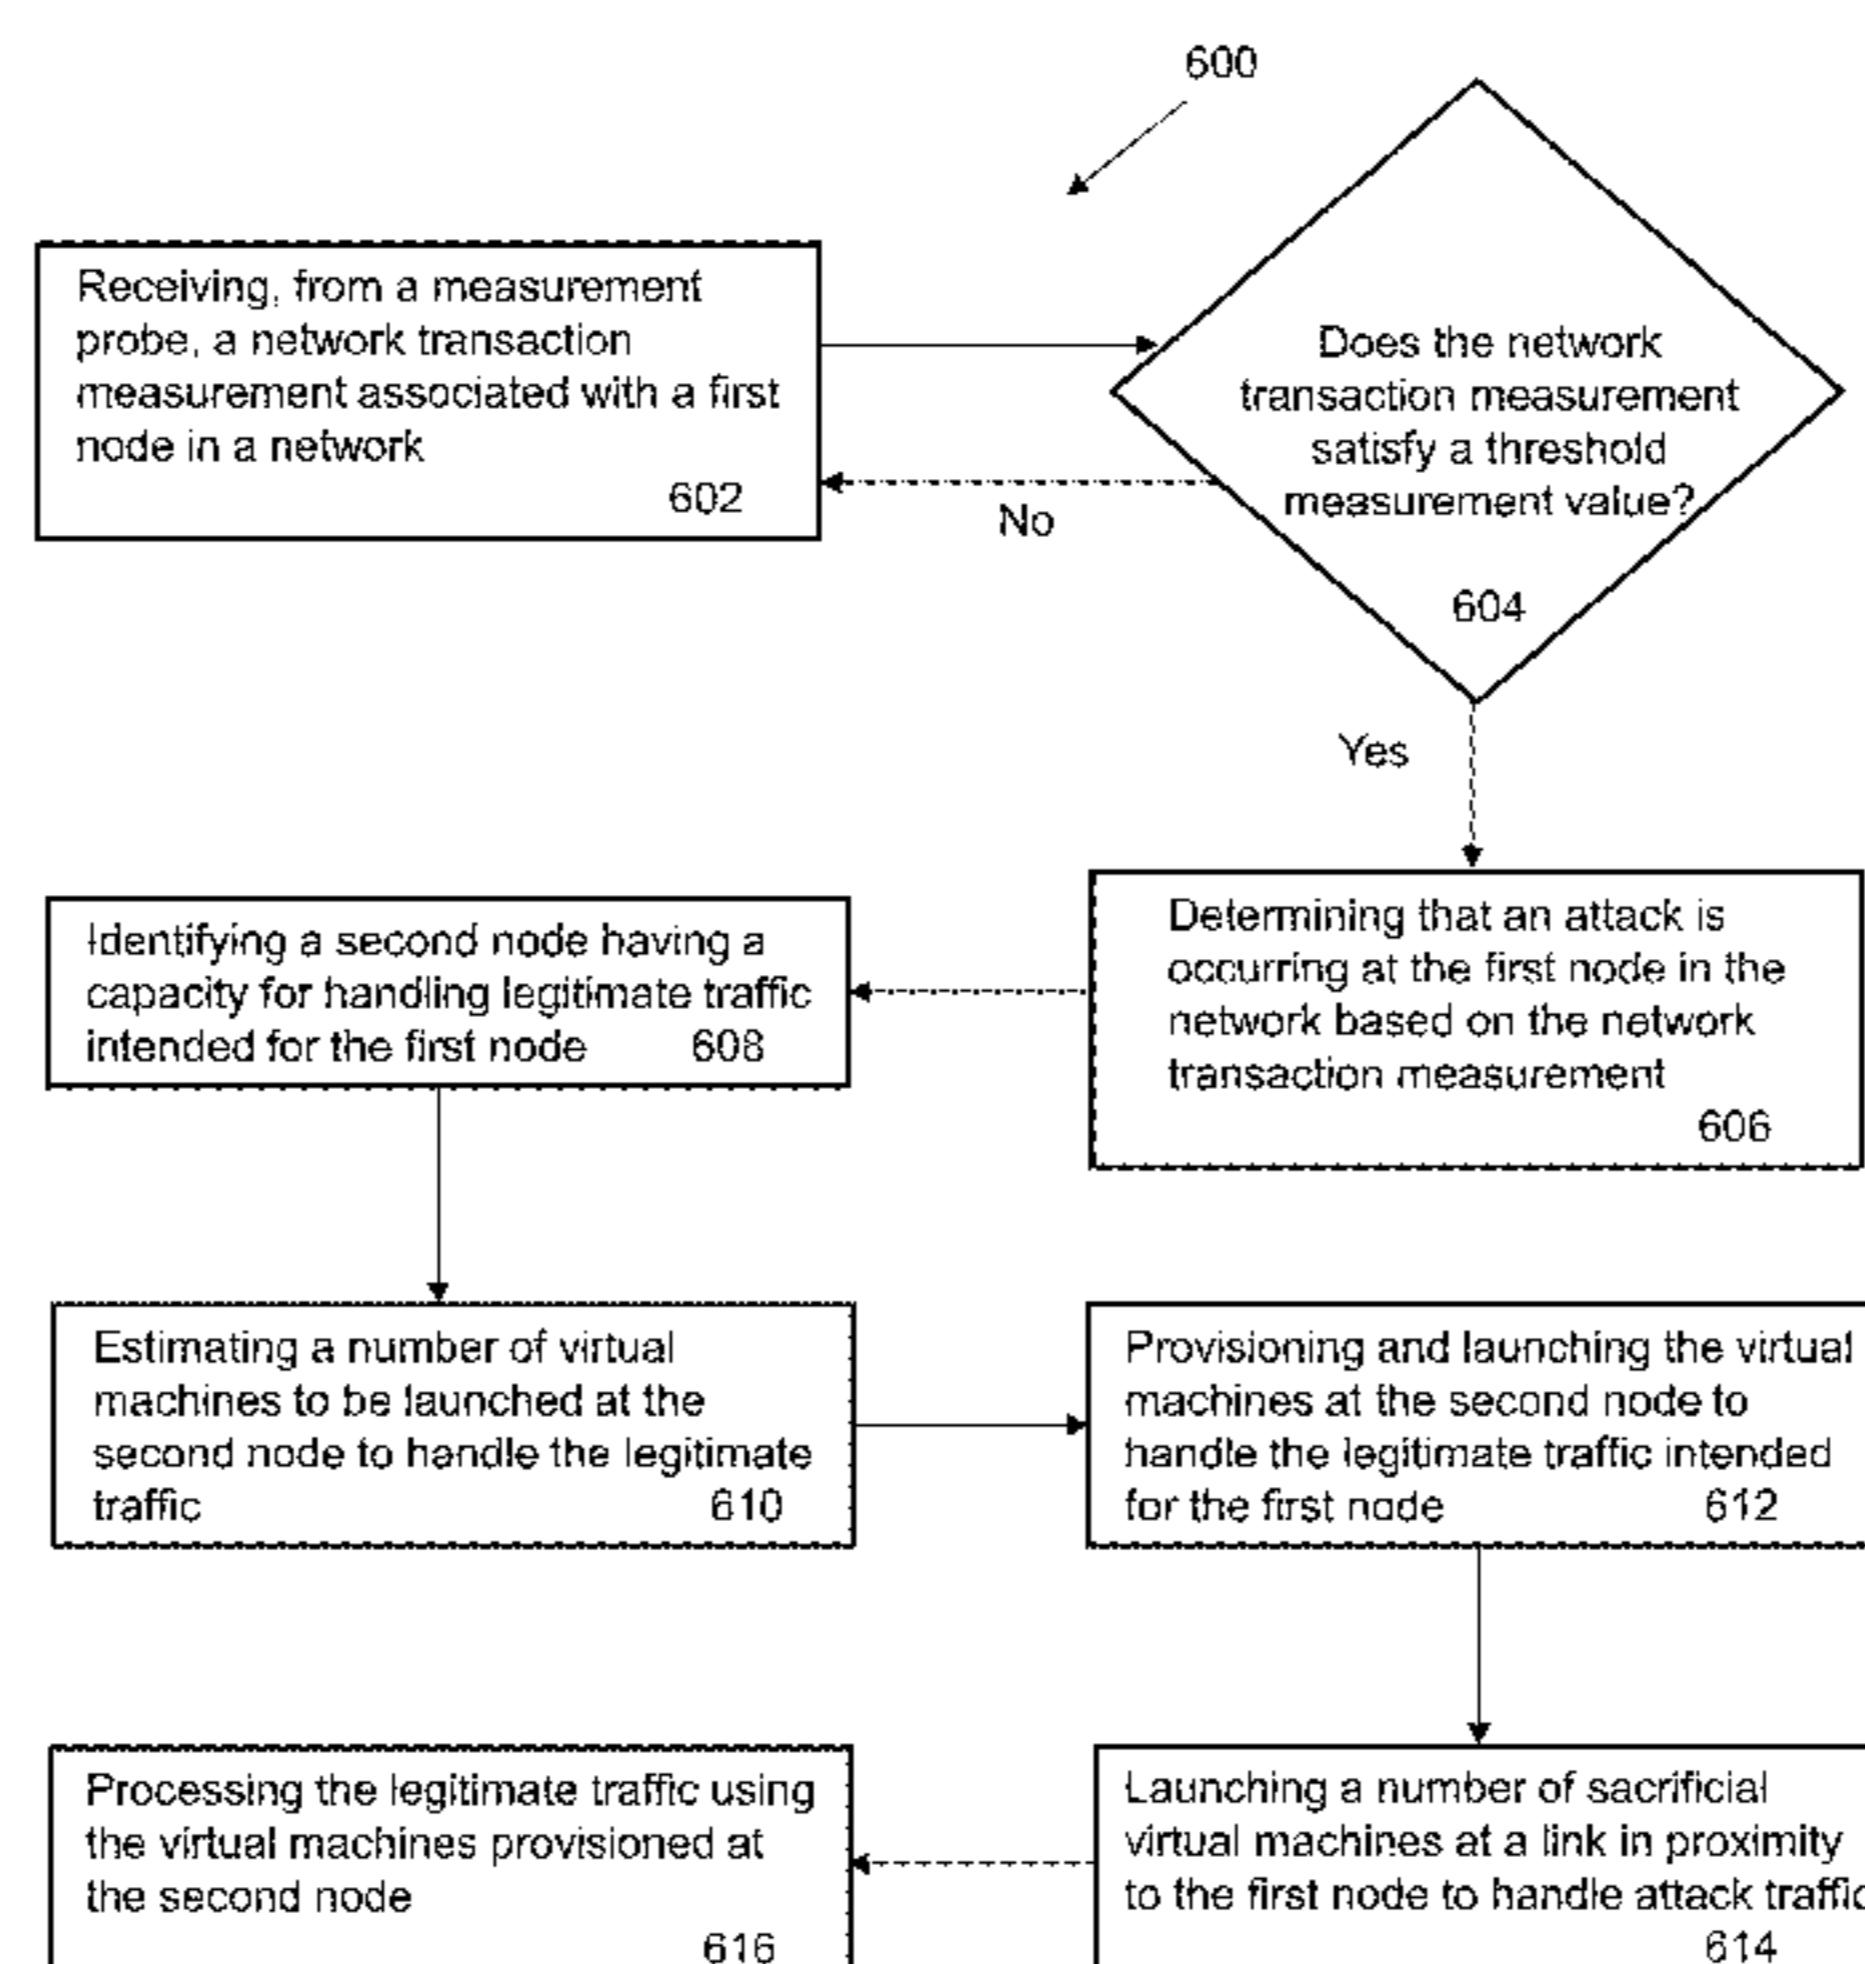 600
Receiving, from a measurement
probe, a network transaction
measurement associated with a first
node in a network
602
Does the network
transaction measurement
satisfy a threshold
measurement value?
604
No
Yes
Determining that an attack is
occurring at the first node in the
network based on the network
transaction measurement
606
Identifying a second node having a
capacity for handling legitimate traffic
intended for the first node 608
Estimating a number of virtual
machines to be launched at the
second node to handle the legitimate
traffic 610
Provisioning and launching the virtual
machines at the second node to
handle the legitimate traffic intended
for the first node 612
Launching a number of sacrificial
virtual machines at a link in proximity
to the first node to handle attack traffic
614
Processing the legitimate traffic using
the virtual machines provisioned at
the second node
616